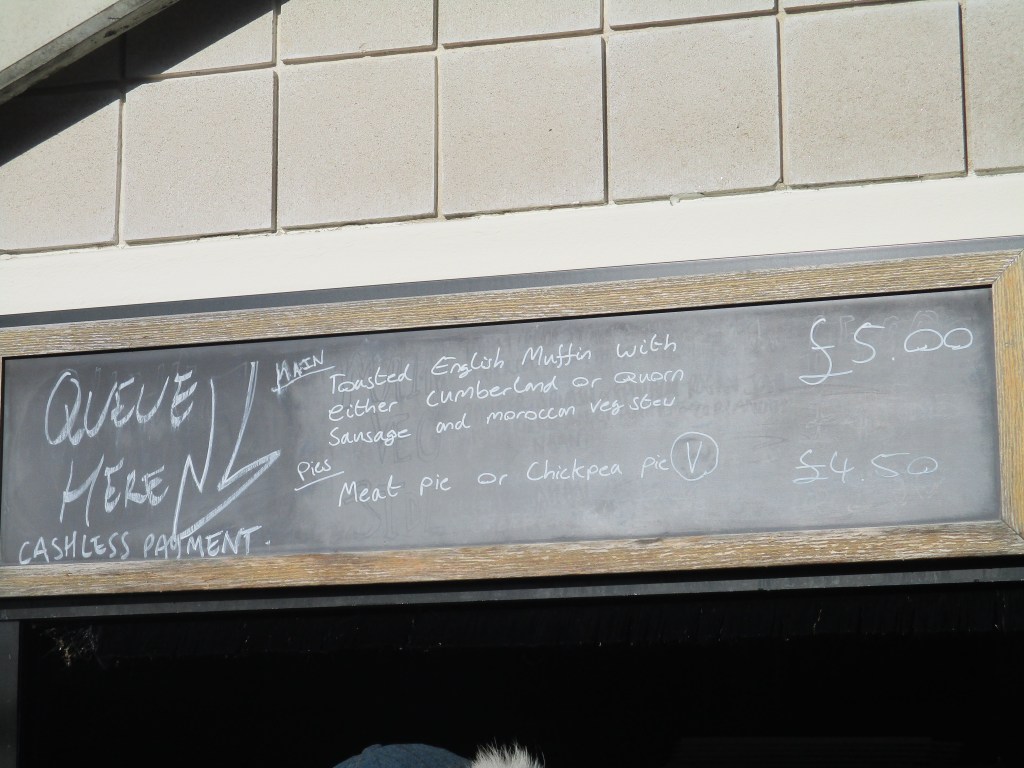 QUEUE
HERE
CASHLESS PAYMENT.
MAIN
Toasted English Muffin with £5.00
either cumberland or quorn
Sausage and moroccan veg stew
Pies
Meat pie or Chickpea pie V. £4.50